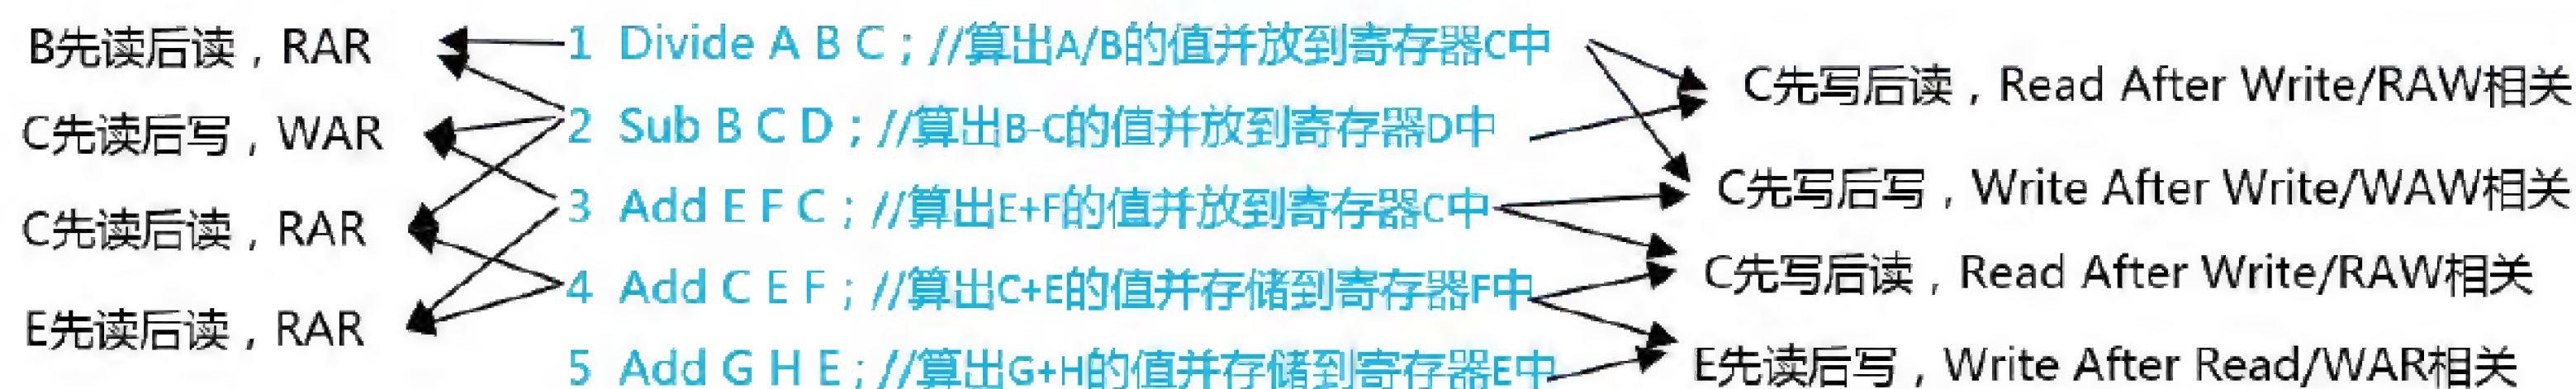 B先读后读，RAR
C先读后写，WAR
C先读后读，RAR
E先读后读，RAR
1 Divide A B C；//算出A/B的值并放到寄存器C中
2 Sub B C D；//算出B-C的值并放到寄存器D中
3 Add E F C；//算出E+F的值并放到寄存器C中
4 Add C E F；//算出C+E的值并存储到寄存器F中
5 Add G H E；//算出G+H的值并存储到寄存器E中
C先写后读，Read After Write/RAW相关
C先写后写，Write After Write/WAW相关
C先写后读，Read After Write/RAW相关
E先读后写，Write After Read/WAR相关